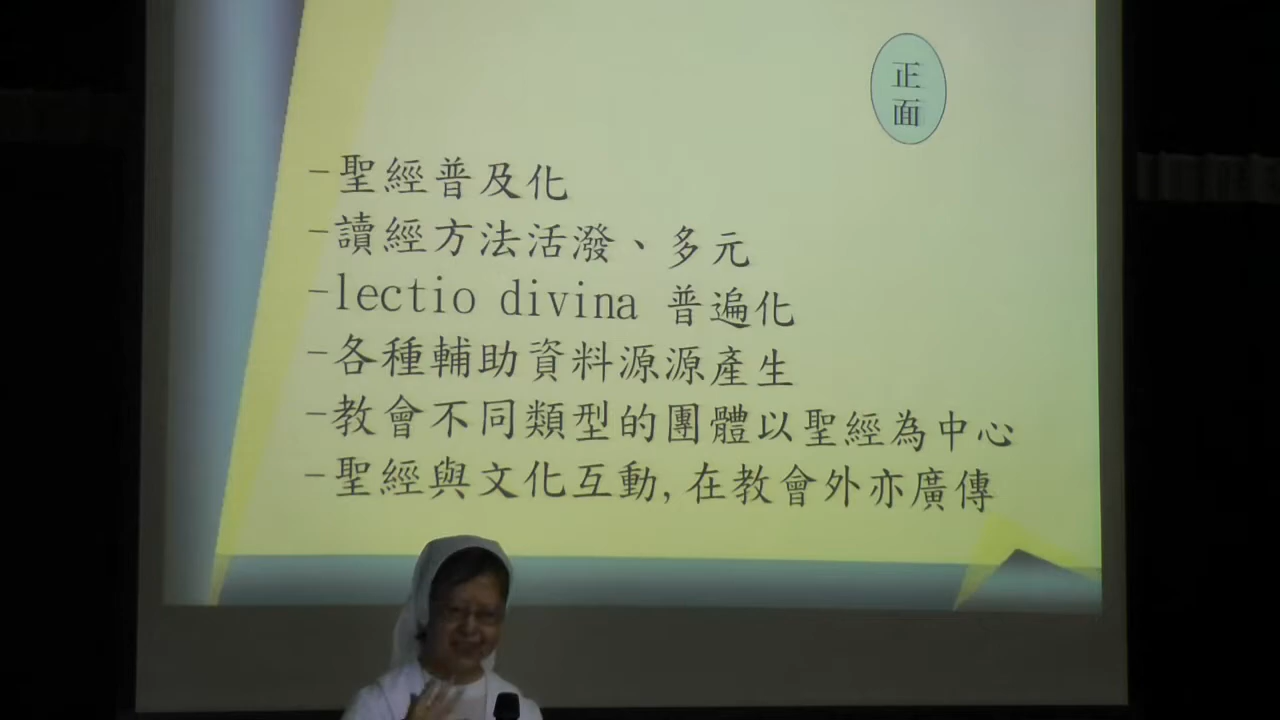 正
面
-聖經普及化
-讀經方法活潑、多元
-lectio divina 普遍化
-各種輔助資料源源產生
-教會不同類型的團體以聖經為中心
-聖經與文化互動,在教會外亦廣傳